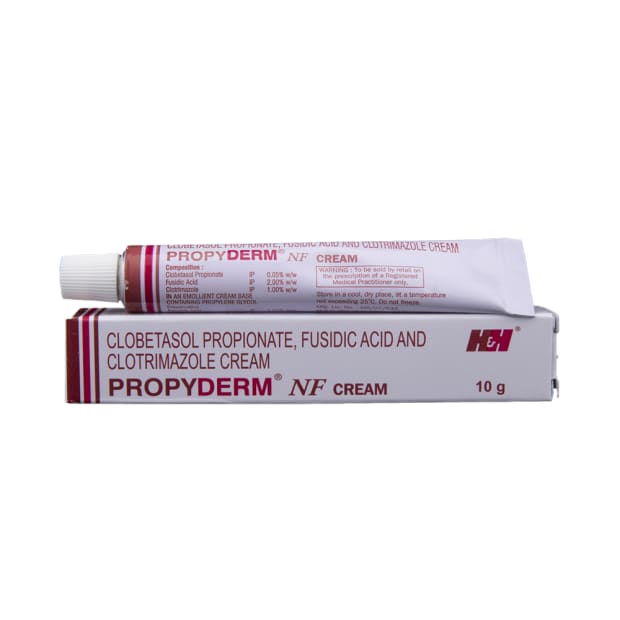 CLOBETASOL PROPIONATE, FUSIDIC ACID AND CLOTRIMAZOLE CREAM
PROPYDERM® NF CREAM
Composition :
Clobetasol Propionate IP 0.05% w/w
Fusidic Acid IP 2.00% w/w
Clotrimazole IP 1.00% w/w
IN AN EMOLLIENT CREAM BASE
CONTAINING PROPYLENE GLYCOL
WARNING : To be sold by retail on
the prescription of a Registered
Medical Practitioner only.
Store in a cool, dry place, at a temperature
not exceeding 25°C. Do not freeze.
CLOBETASOL PROPIONATE, FUSIDIC ACID AND
CLOTRIMAZOLE CREAM
PROPYDERM® NF CREAM
H&H®
10 g